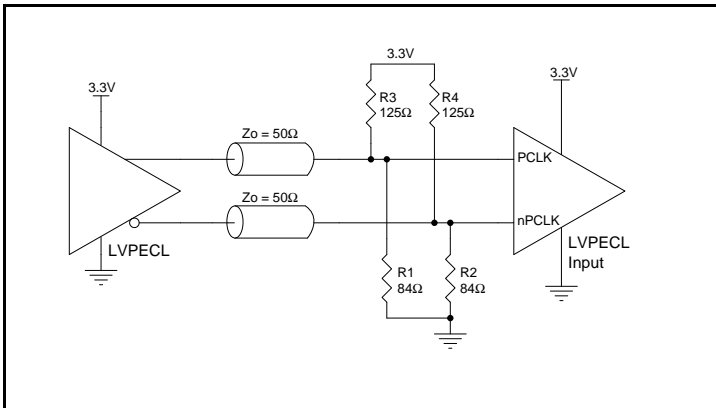 3.3V
3.3V
3.3V
R3
125Ω
R4
125Ω
Zo = 50Ω
PCLK
Zo = 50Ω
nPCLK
LVPECL
LVPECL
Input
R1
84Ω
R2
84Ω